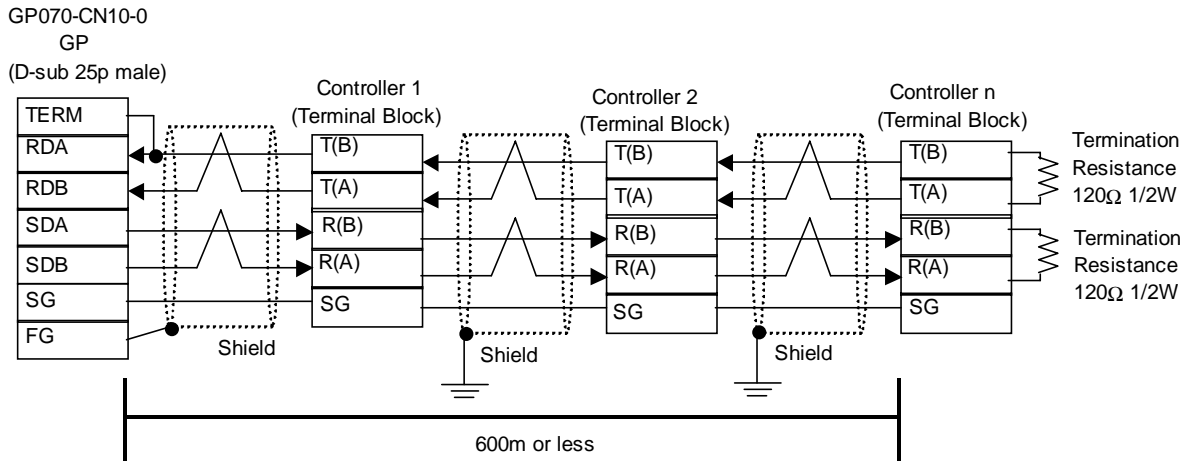 GP070-CN10-0
GP
(D-sub 25p male)
TERM
RDA
RDB
SDA
SDB
SG
FG
Shield
Controller 1
(Terminal Block)
T(B)
T(A)
R(B)
R(A)
SG
Shield
Controller 2
(Terminal Block)
T(B)
T(A)
R(B)
R(A)
SG
Shield
Controller n
(Terminal Block)
T(B)
T(A)
R(B)
R(A)
SG
Termination
Resistance
120Ω 1/2W
Termination
Resistance
120Ω 1/2W
600m or less